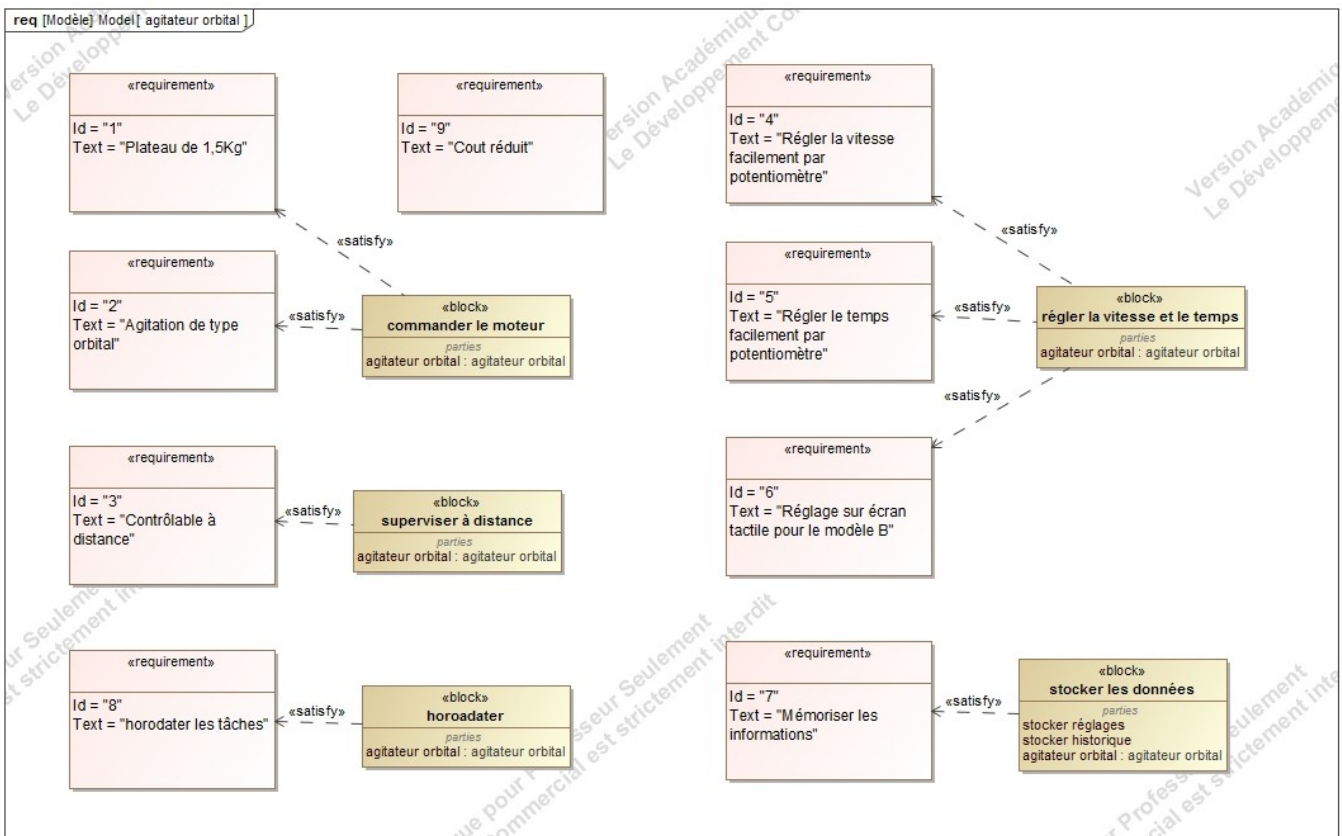 req [Modèle] Model[ agitateur orbital ]
«requirement»
Id = "1"
Text = "Plateau de 1,5Kg"
«requirement»
Id = "9"
Text = "Cout réduit"
«requirement»
Id = "4"
Text = "Régler la vitesse
facilement par
potentiomètre"
«satisfy»
«satisfy»
«requirement»
Id = "2"
Text = "Agitation de type
orbital"
«satisfy»
«block»
commander le moteur
parties
agitateur orbital : agitateur orbital
«requirement»
Id = "5"
Text = "Régler le temps
facilement par
potentiomètre"
«satisfy»
«block»
régler la vitesse et le temps
parties
agitateur orbital : agitateur orbital
«satisfy»
«requirement»
Id = "3"
Text = "Contrôlable à
distance"
«satisfy»
«block»
superviser à distance
parties
agitateur orbital : agitateur orbital
«requirement»
Id = "6"
Text = "Réglage sur écran
tactile pour le modèle B"
«requirement»
Id = "8"
Text = "horodater les tâches"
«satisfy»
«block»
horoadater
parties
agitateur orbital : agitateur orbital
«requirement»
Id = "7"
Text = "Mémoriser les
informations"
«satisfy»
«block»
stocker les données
parties
stocker réglages
stocker historique
agitateur orbital : agitateur orbital